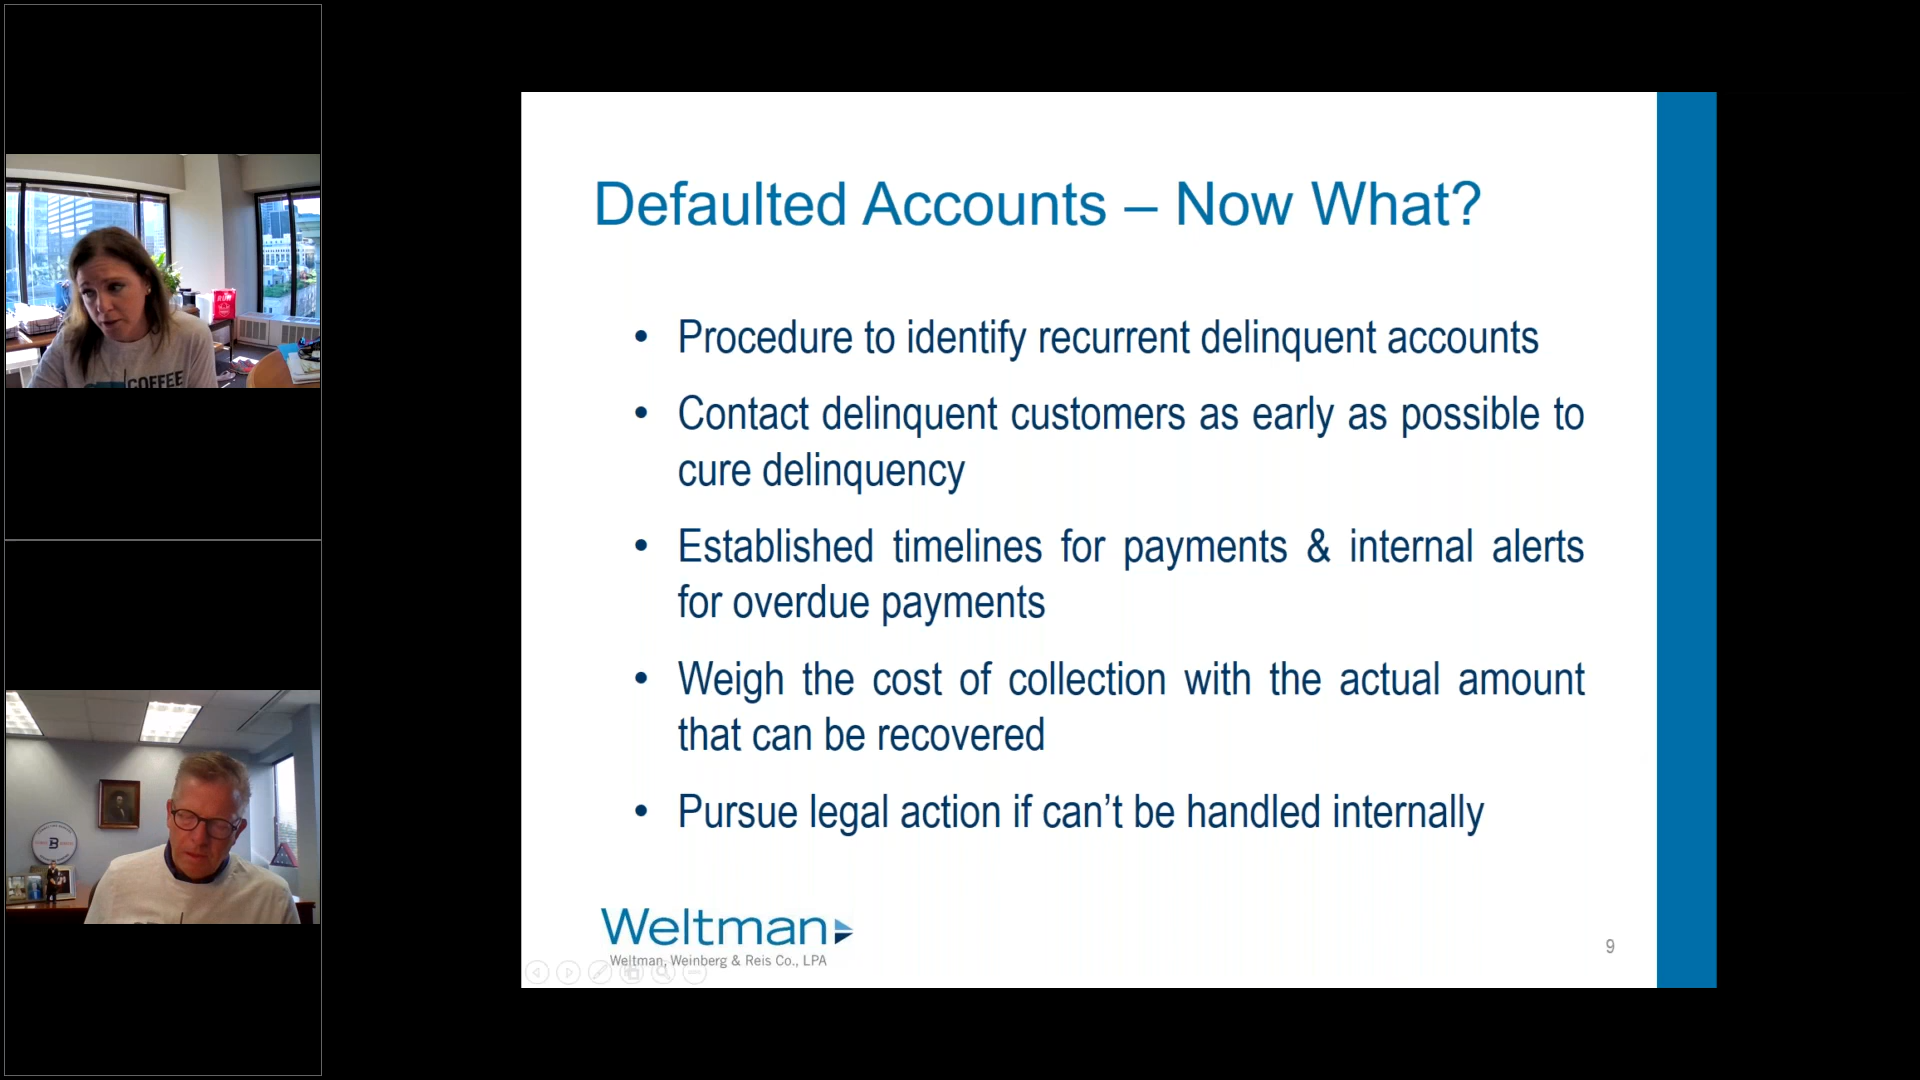 COFFEE
B
Defaulted Accounts – Now What?
• Procedure to identify recurrent delinquent accounts
• Contact delinquent customers as early as possible to
cure delinquency
• Established timelines for payments & internal alerts
for overdue payments
• Weigh the cost of collection with the actual amount
that can be recovered
• Pursue legal action if can’t be handled internally
Weltman
Weltman, Weinberg & Reis Co., LPA
9